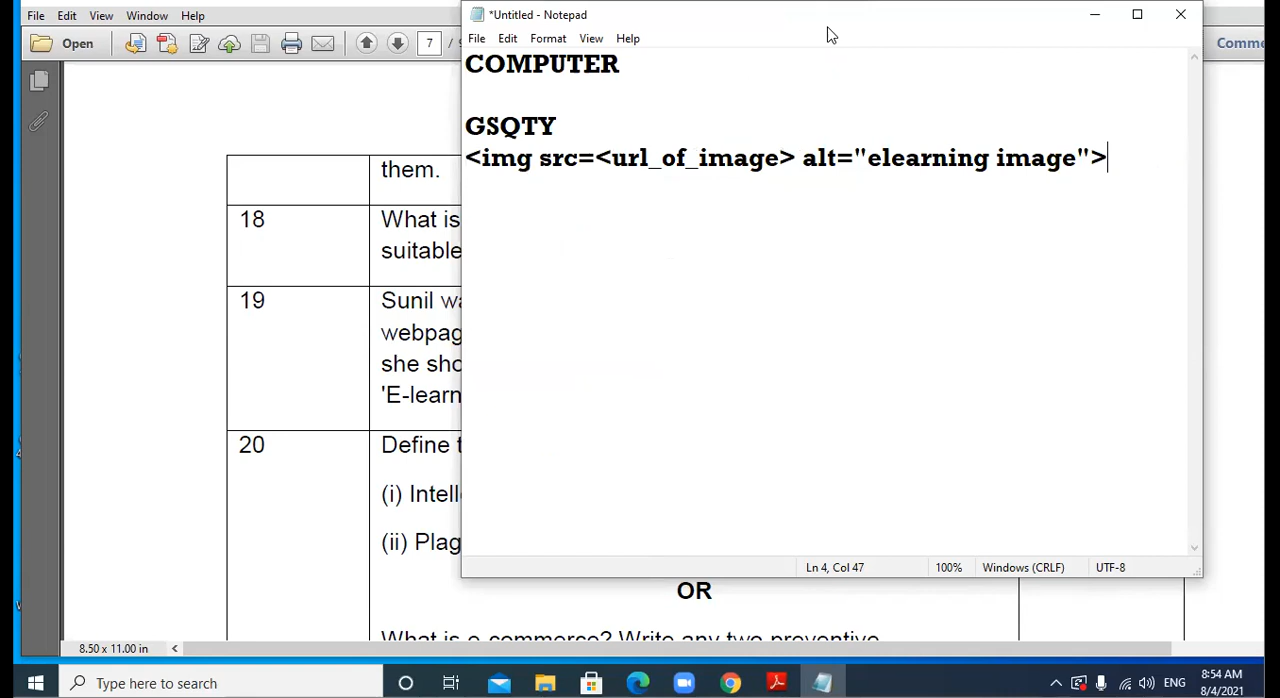 File Edit View Window Help
*Untitled - Notepad
Open
7 /
Comme
File Edit Format View Help
COMPUTER
GSQTY
<img src=<url_of_image> alt="elearning image">
them.
18
What is
suitable
19
Sunil wa
webpag
she sho
'E-learn
20
Define t
(i) Intell
(ii) Plag
Ln 4, Col 47
100%
Windows (CRLF)
UTF-8
OR
What is e-commerce? Write any two preventive
8.50 x 11.00 in
Type here to search
ENG
8:54 AM
8/4/2021